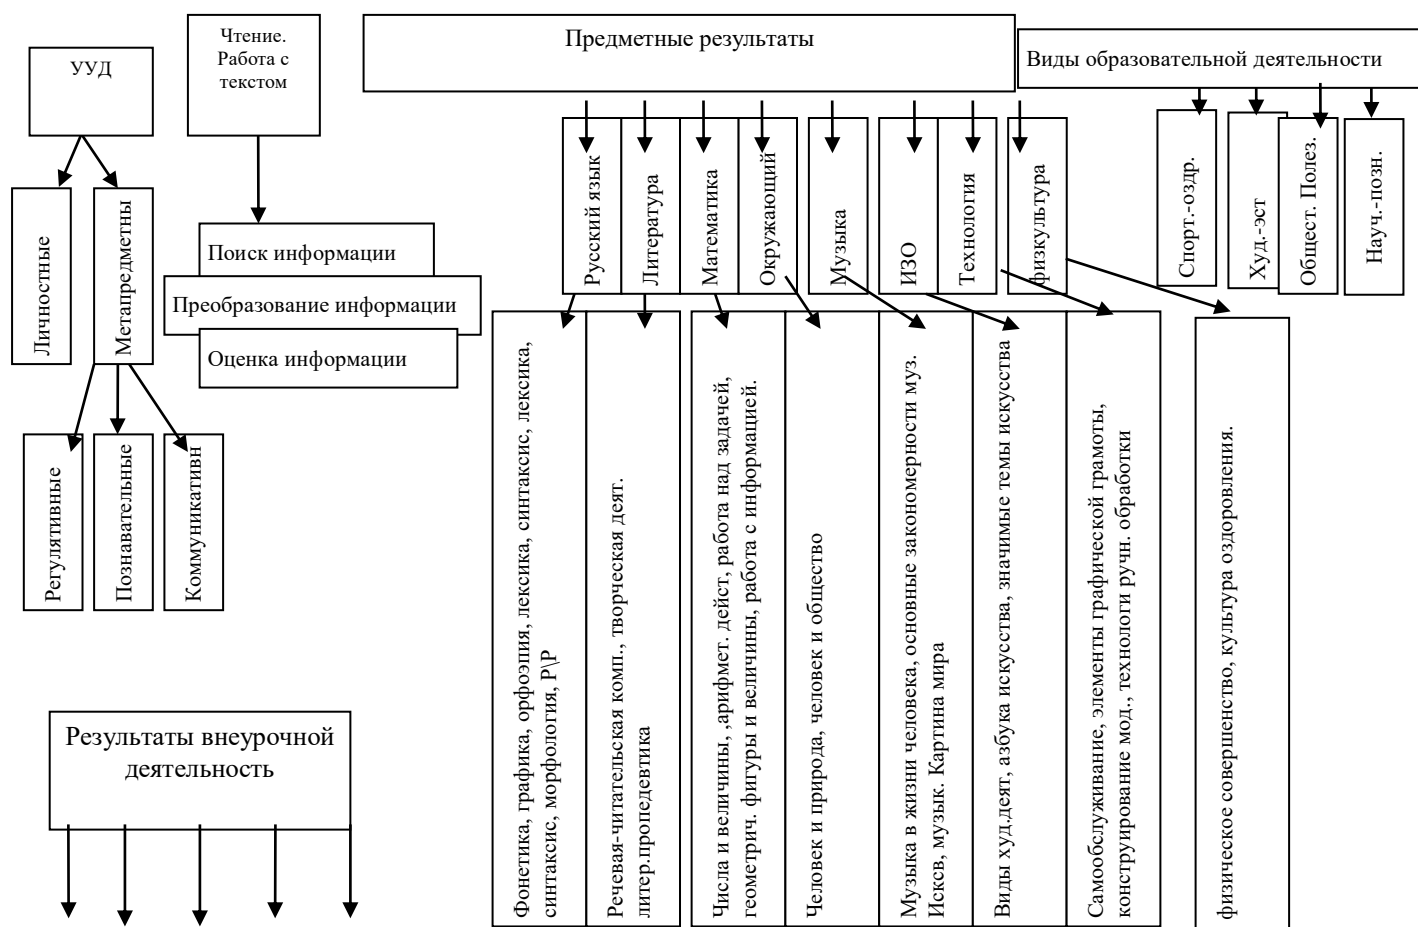 УУД
Чтение.
Работа с
текстом
Предметные результаты
Виды образовательной деятельности
Личностные
Метапредметны
Поиск информации
Преобразование информации
Оценка информации
Регулятивные
Познавательные
Коммуникативн
Русский язык
Литература
Математика
Окружающий
Музыка
ИЗО
Технология
физкультура
Спорт.-оздр.
Худ.-эст
Общест. Полез.
Науч.-позн.
Фонетика, графика, орфоэпия, лексика, синтаксис, лексика,
синтаксис, морфология, Р\Р
Речевая-читательская комп., творческая деят.
литер.пропедевтика
Числа и величины, ,арифмет. дейст, работа над задачей,
геометрич. фигуры и величины, работа с информацией.
Человек и природа, человек и общество
Музыка в жизни человека, основные закономерности муз.
Исксв, музык. Картина мира
Виды худ.деят, азбука искусства, значимые темы искусства
Самообслуживание, элементы графической грамоты,
конструирование мод., технологи ручн. обработки
физическое совершенство, культура оздоровления.
Результаты внеурочной
деятельность